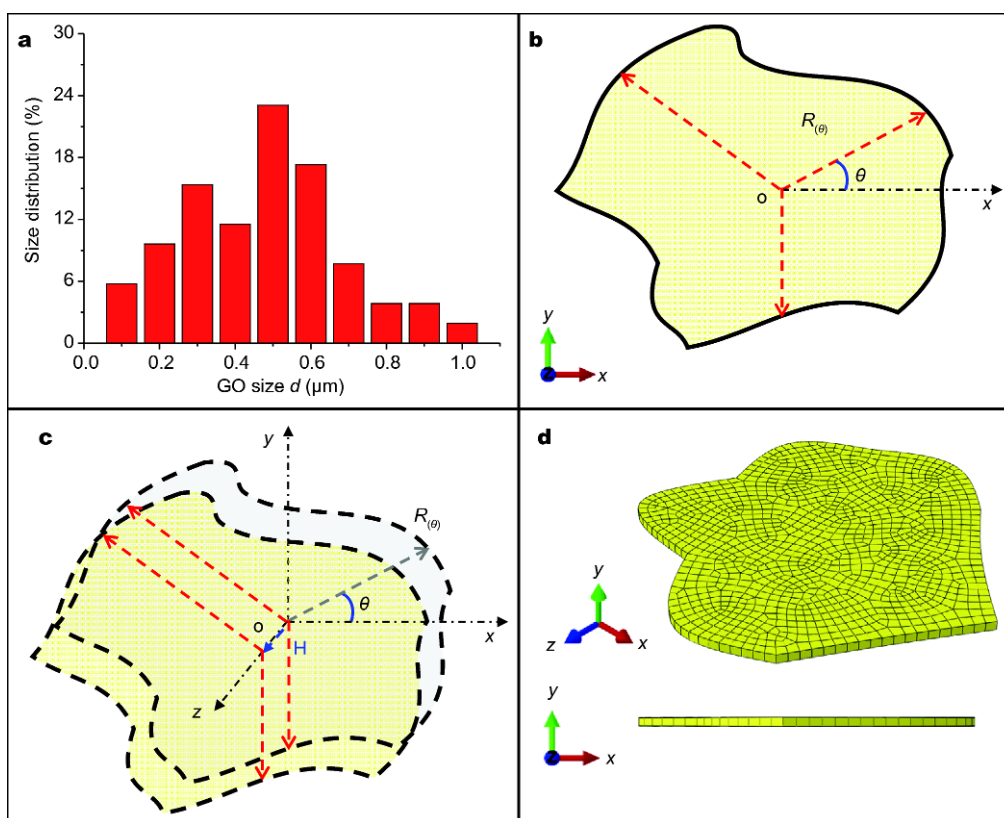 a
30
24
18
12
6
0
Size distribution (%)
0.0 0.2 0.4 0.6 0.8 1.0
GO size d (μm)
b
R(θ)
θ
o
x
y
z x
c
y
R(θ)
θ
o
x
H
z
d
y
z x
y
z x